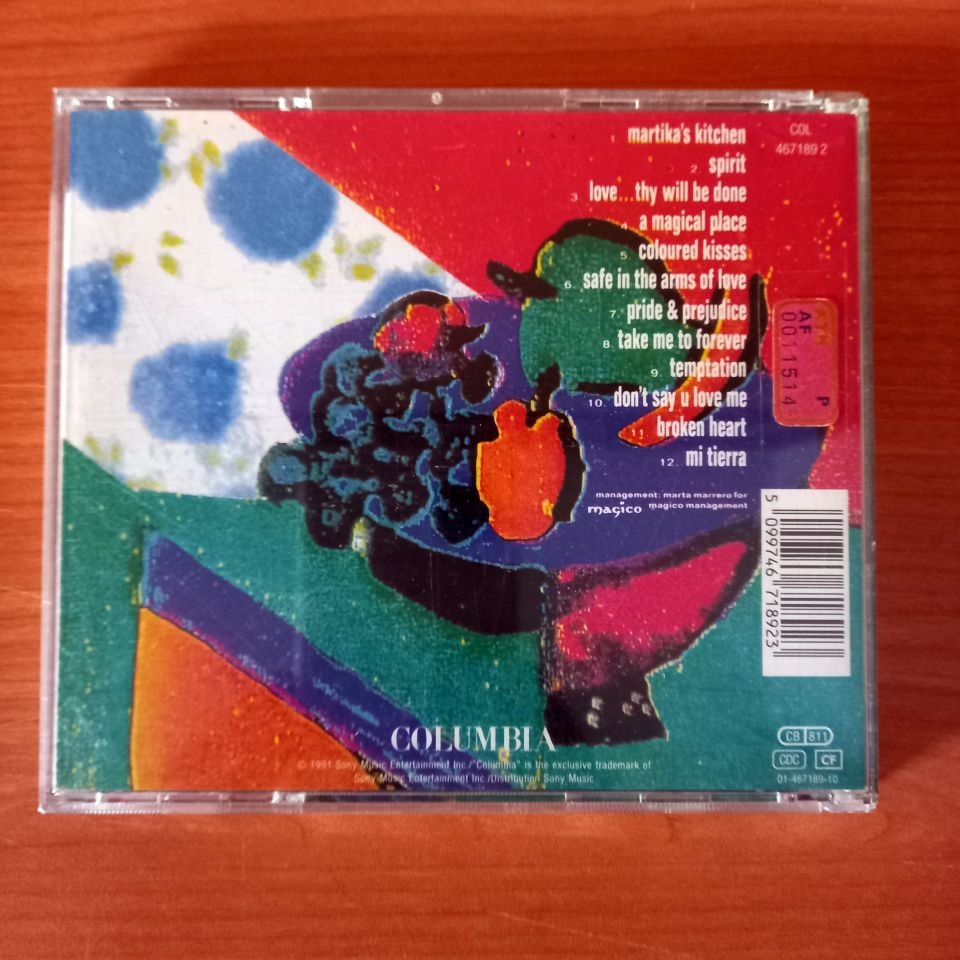 martika's kitchen
2. spirit
3. love...thy will be done
4. a magical place
5. coloured kisses
6. safe in the arms of love
7. pride & prejudice
8. take me to forever
9. temptation
10. don't say u love me
11. broken heart
12. mi tierra
management: marta marrero for
magico magico management
COL
467189 2
AF P
0011514
5 099746 718923
COLUMBIA
© 1991 Sony Music Entertainment Inc./"Columbia" is the exclusive trademark of
Sony Music Entertainment Inc./Distribution Sony Music
CB 811
CDC CF
01-467189-10